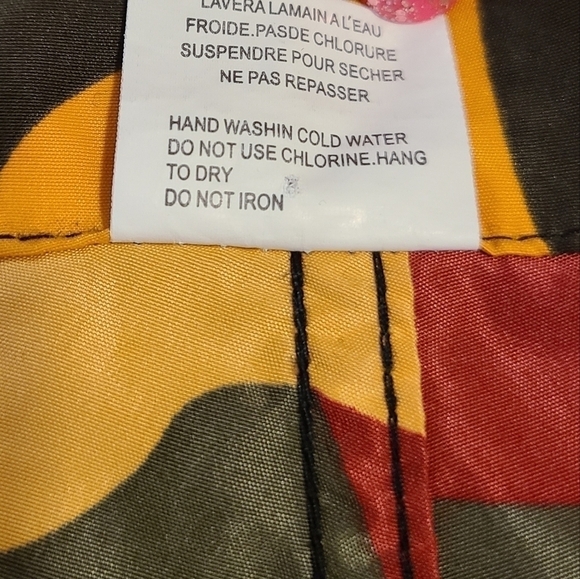 LAVERA LAMAIN A L'EAU
FROIDE.PASDE CHLORURE
SUSPENDRE POUR SECHER
NE PAS REPASSER
HAND WASHIN COLD WATER
DO NOT USE CHLORINE.HANG
TO DRY
DO NOT IRON